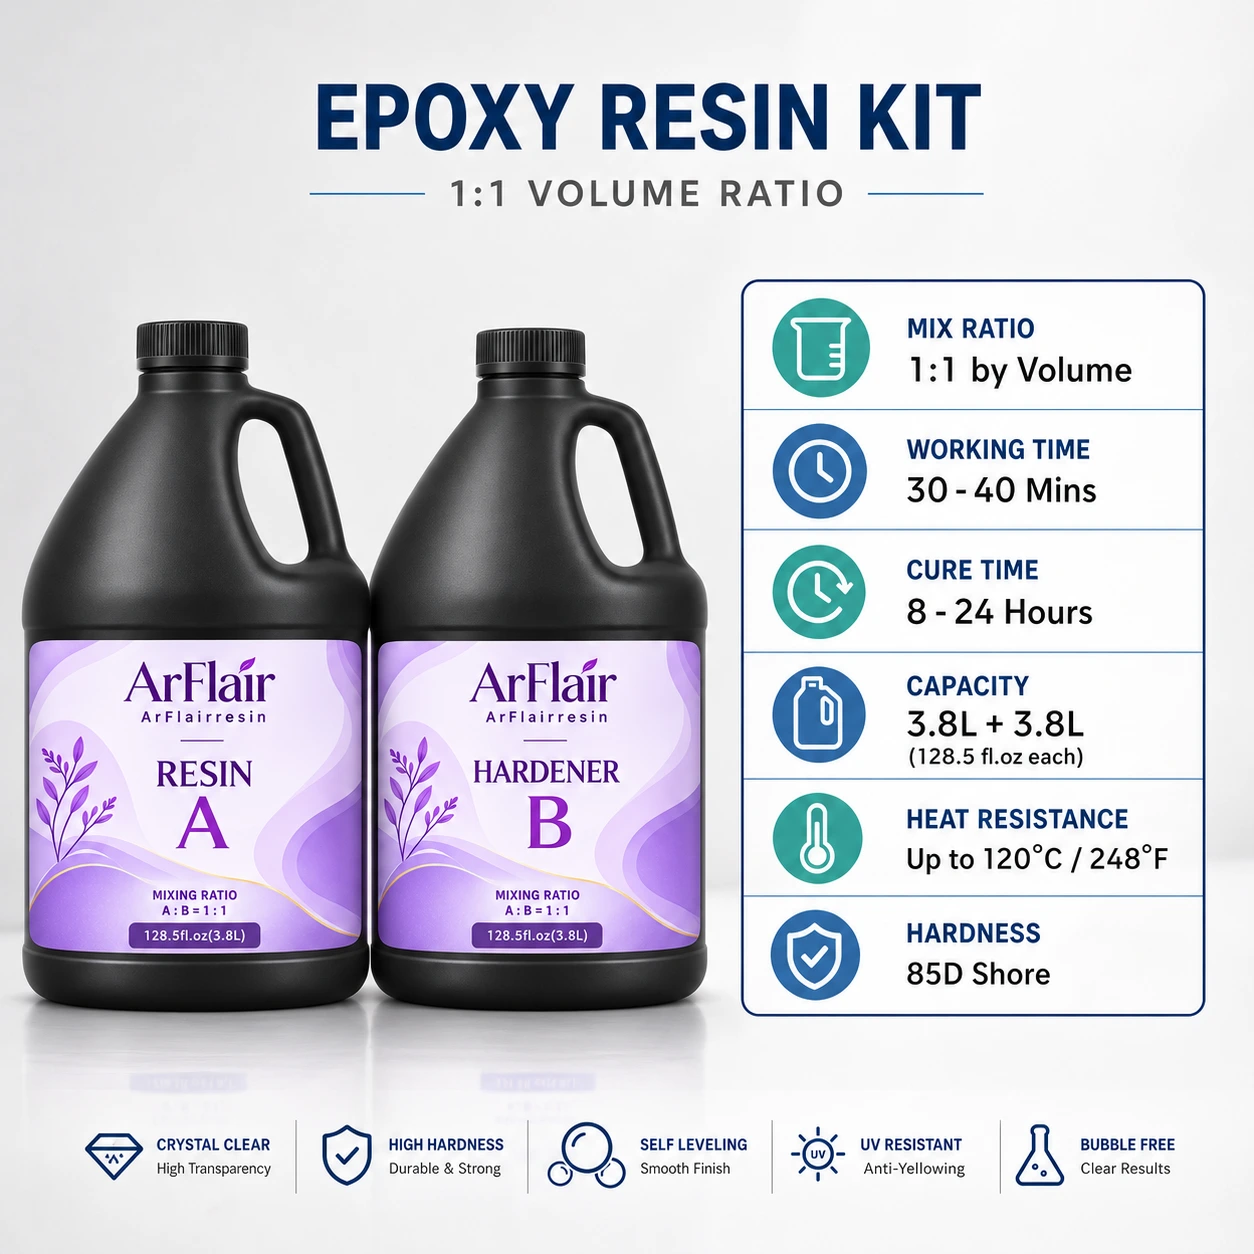 EPOXY RESIN KIT
1:1 VOLUME RATIO
ArFlair
ArFlairresin
RESIN
A
MIXING RATIO
A:B=1:1
128.5fl.oz(3.8L)
ArFlair
ArFlairresin
HARDENER
B
MIXING RATIO
A:B=1:1
128.5fl.oz(3.8L)
MIX RATIO
1:1 by Volume
WORKING TIME
30 - 40 Mins
CURE TIME
8 - 24 Hours
CAPACITY
3.8L + 3.8L
(128.5 fl.oz each)
HEAT RESISTANCE
Up to 120°C / 248°F
HARDNESS
85D Shore
CRYSTAL CLEAR
High Transparency
HIGH HARDNESS
Durable & Strong
SELF LEVELING
Smooth Finish
UV
UV RESISTANT
Anti-Yellowing
BUBBLE FREE
Clear Results